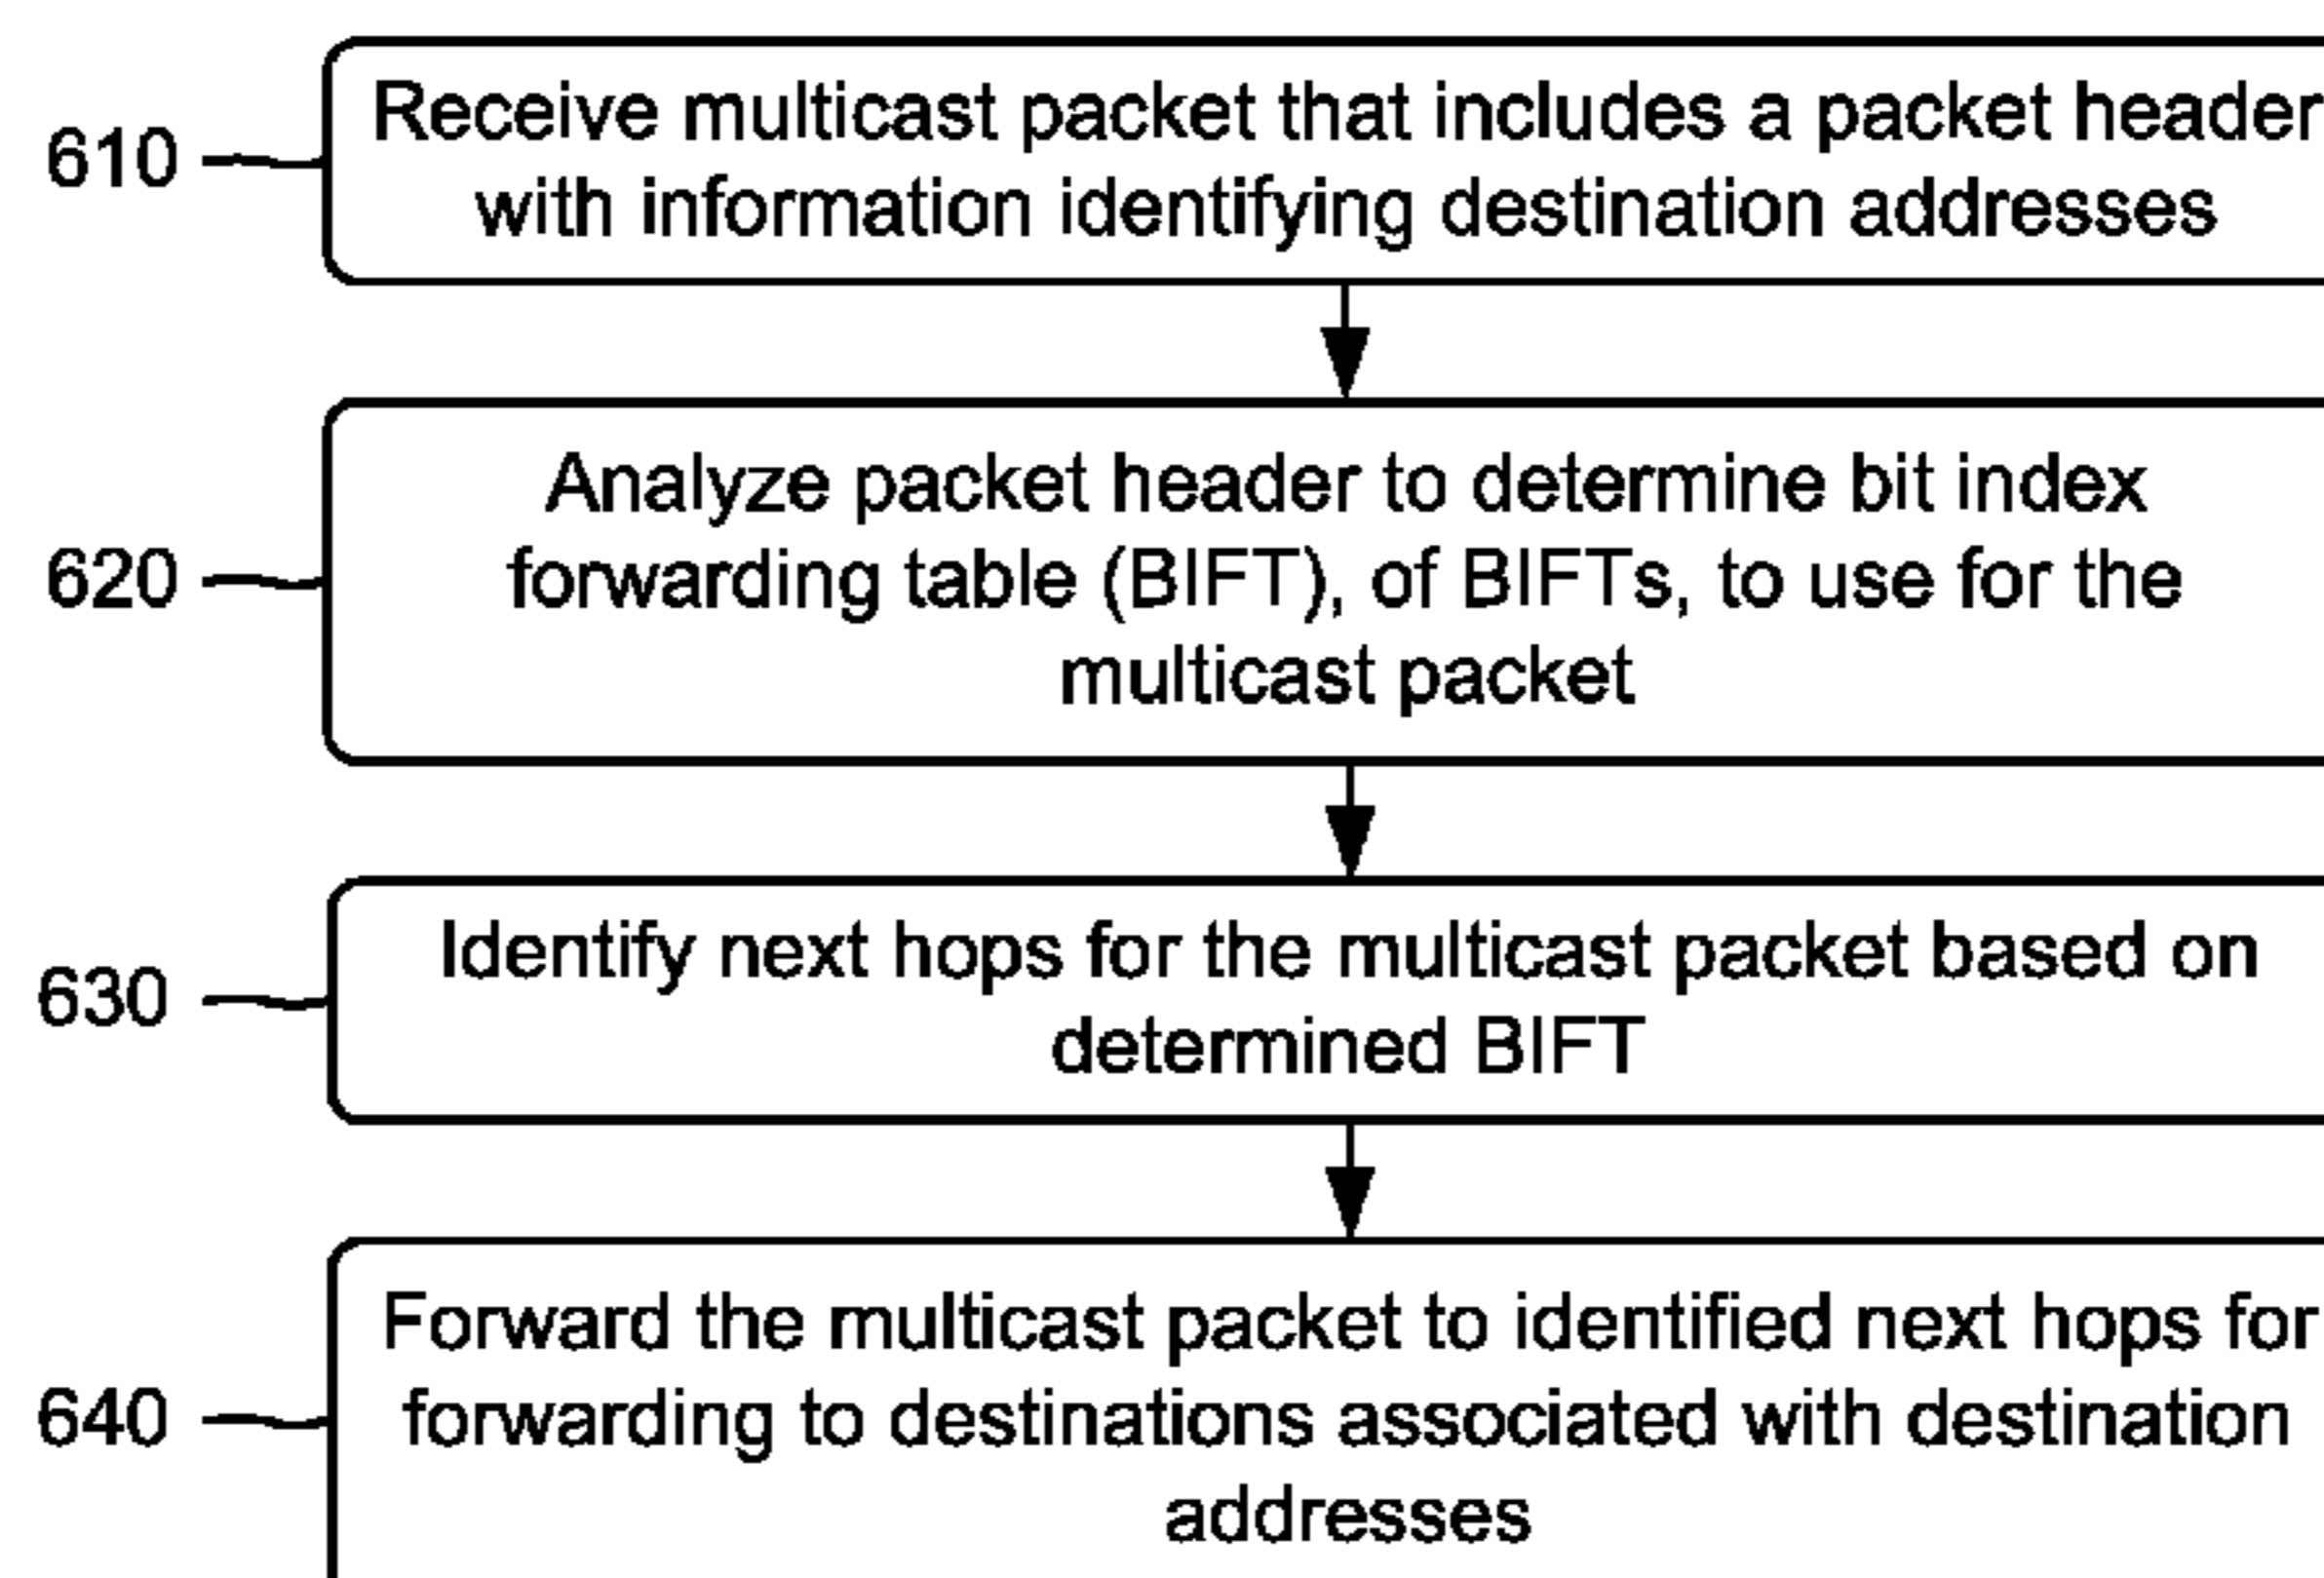 610
Receive multicast packet that includes a packet header
with information identifying destination addresses
620
Analyze packet header to determine bit index
forwarding table (BIFT), of BIFTs, to use for the
multicast packet
630
Identify next hops for the multicast packet based on
determined BIFT
640
Forward the multicast packet to identified next hops for
forwarding to destinations associated with destination
addresses